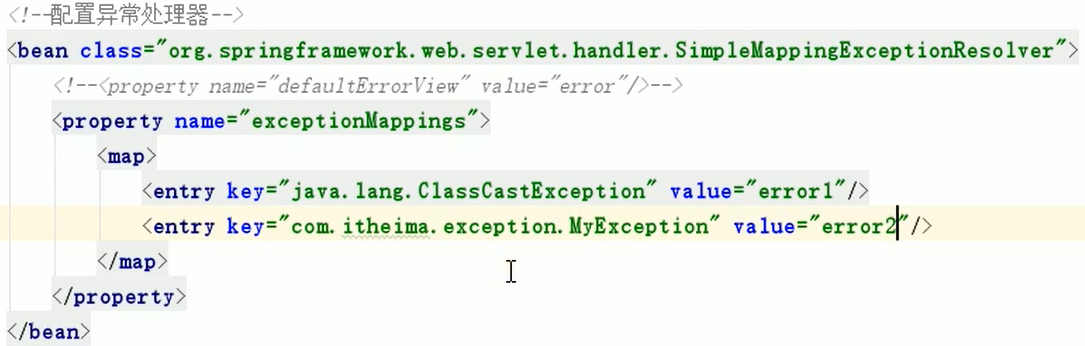 <!--配置异常处理器-->
<bean class="org.springframework.web.servlet.handler.SimpleMappingExceptionResolver">
<!--<property name="defaultErrorView" value="error"/>-->
<property name="exceptionMappings">
<map>
<entry key="java.lang.ClassCastException" value="error1"/>
<entry key="com.itheima.exception.MyException" value="error2"/>
</map>
</property>
</bean>